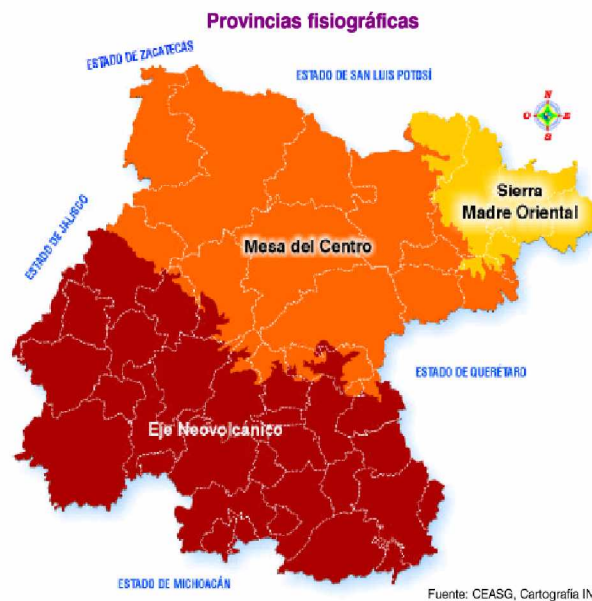 Provincias fisiográficas
ESTADO DE ZACATECAS
ESTADO DE SAN LUIS POTOSÍ
N
O E
S
Sierra
Madre Oriental
ESTADO DE JALISCO
Mesa del Centro
ESTADO DE QUERÉTARO
Eje Neovolcánico
ESTADO DE MICHOACÁN
Fuente: CEASG, Cartografía IN